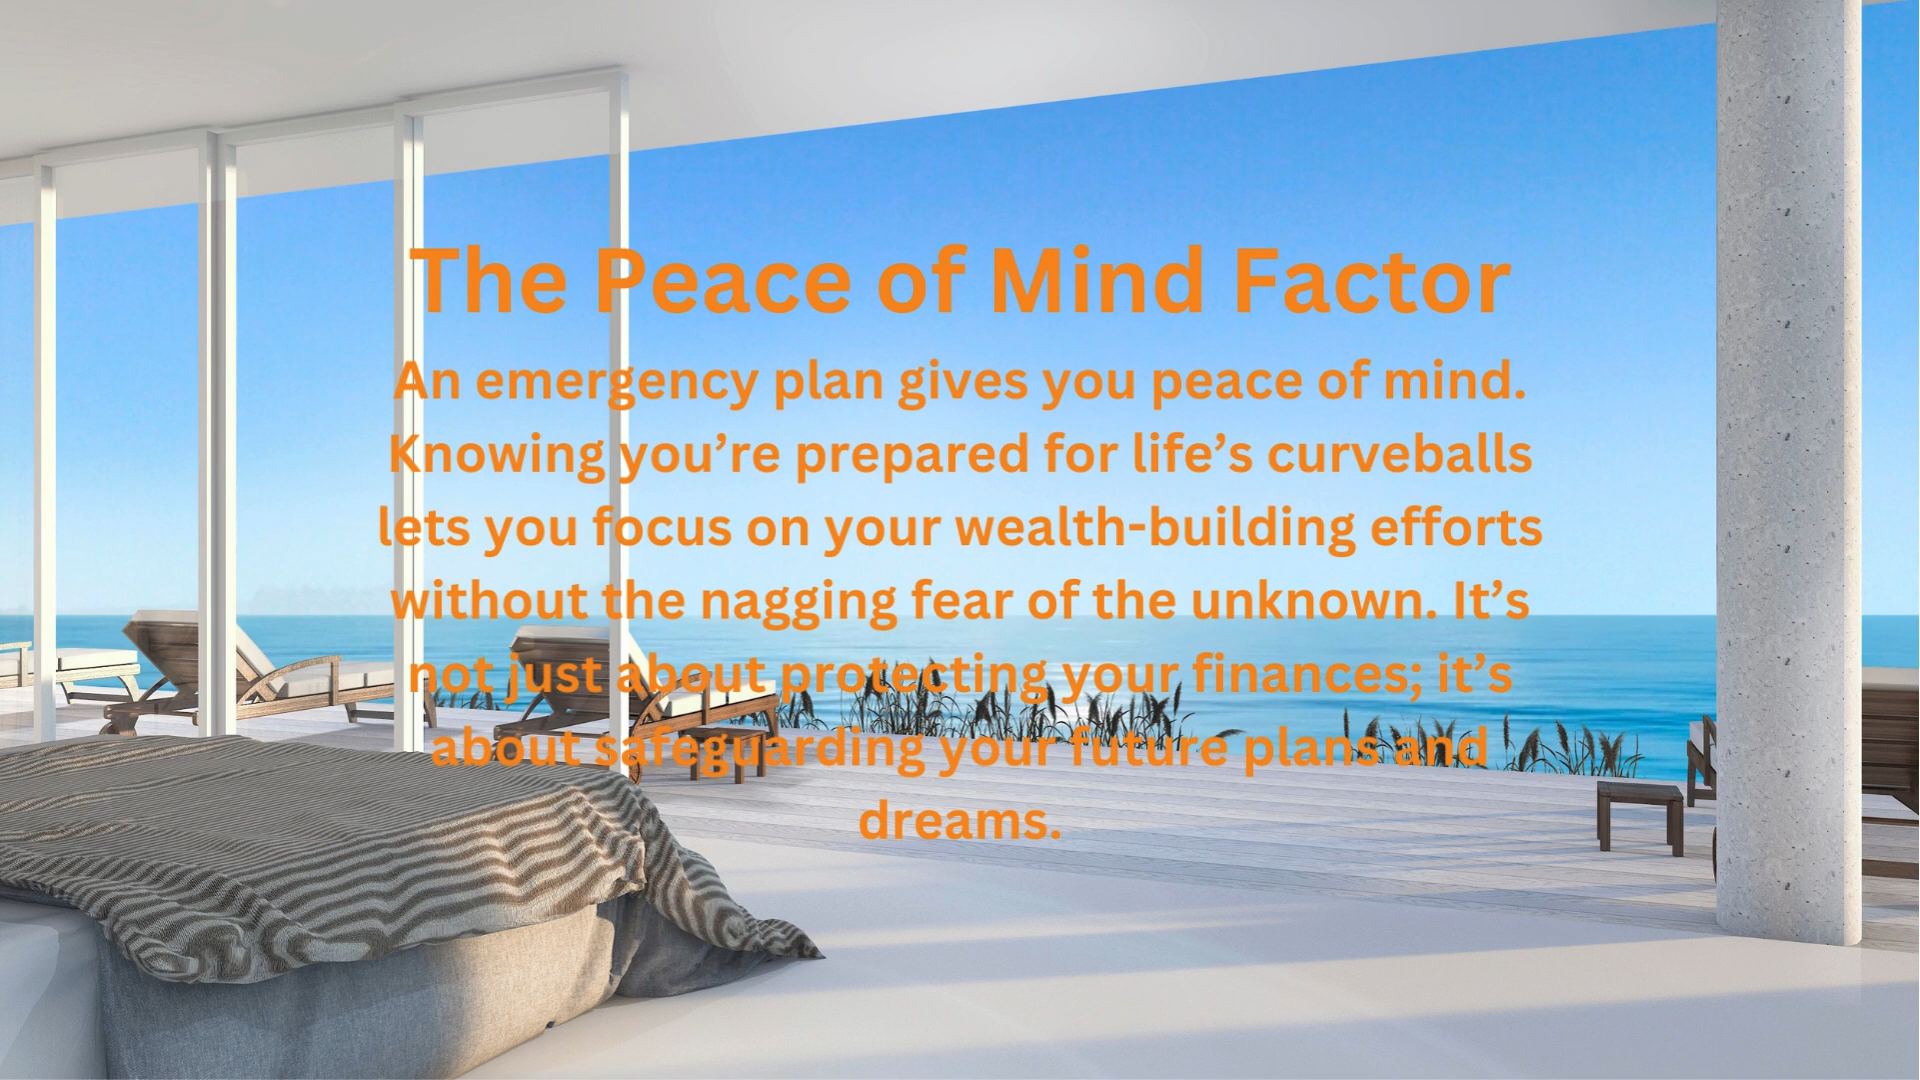 The Peace of Mind Factor
An emergency plan gives you peace of mind.
Knowing you’re prepared for life’s curveballs
lets you focus on your wealth-building efforts
without the nagging fear of the unknown. It’s
not just about protecting your finances; it’s
about safeguarding your future plans and
dreams.